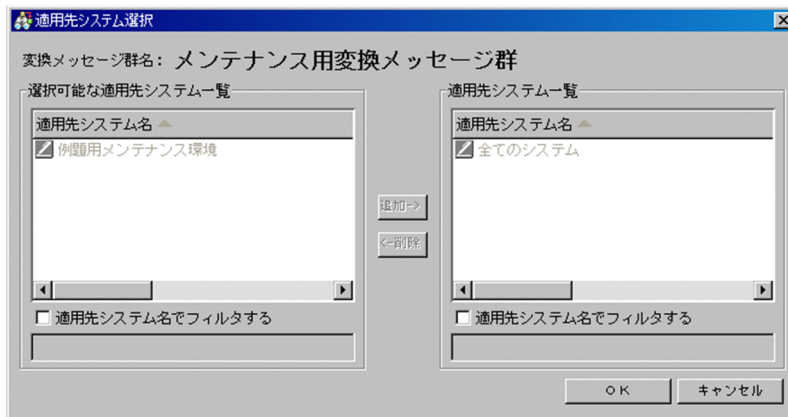 適用先システム選択
変換メッセージ群名: メンテナンス用変換メッセージ群
選択可能な適用先システム一覧
適用先システム名
例題用メンテナンス環境
適用先システム名でフィルタする
追加->
<-削除
適用先システム一覧
適用先システム名
全てのシステム
適用先システム名でフィルタする
OK
キャンセル